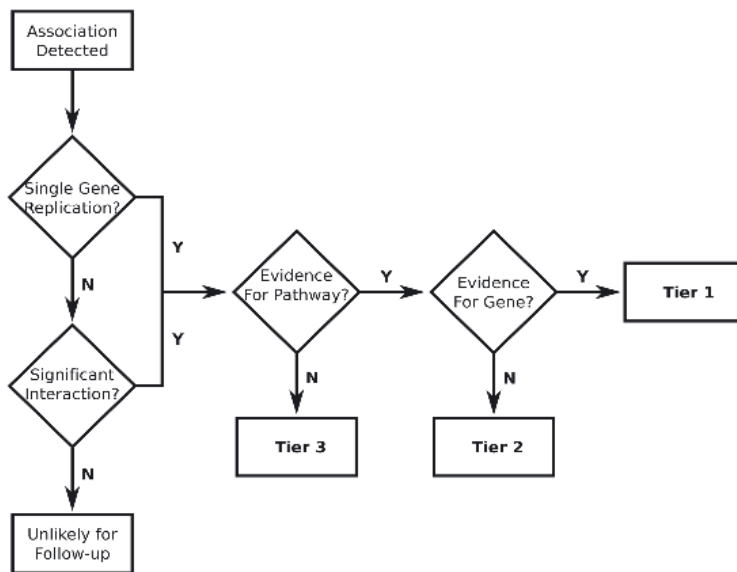 Association
Detected
Single Gene
Replication?
Y
N
Evidence
For Pathway?
Y
Evidence
For Gene?
Y
Tier 1
Y
Significant
Interaction?
N
N
Tier 3
Tier 2
N
Unlikely for
Follow-up